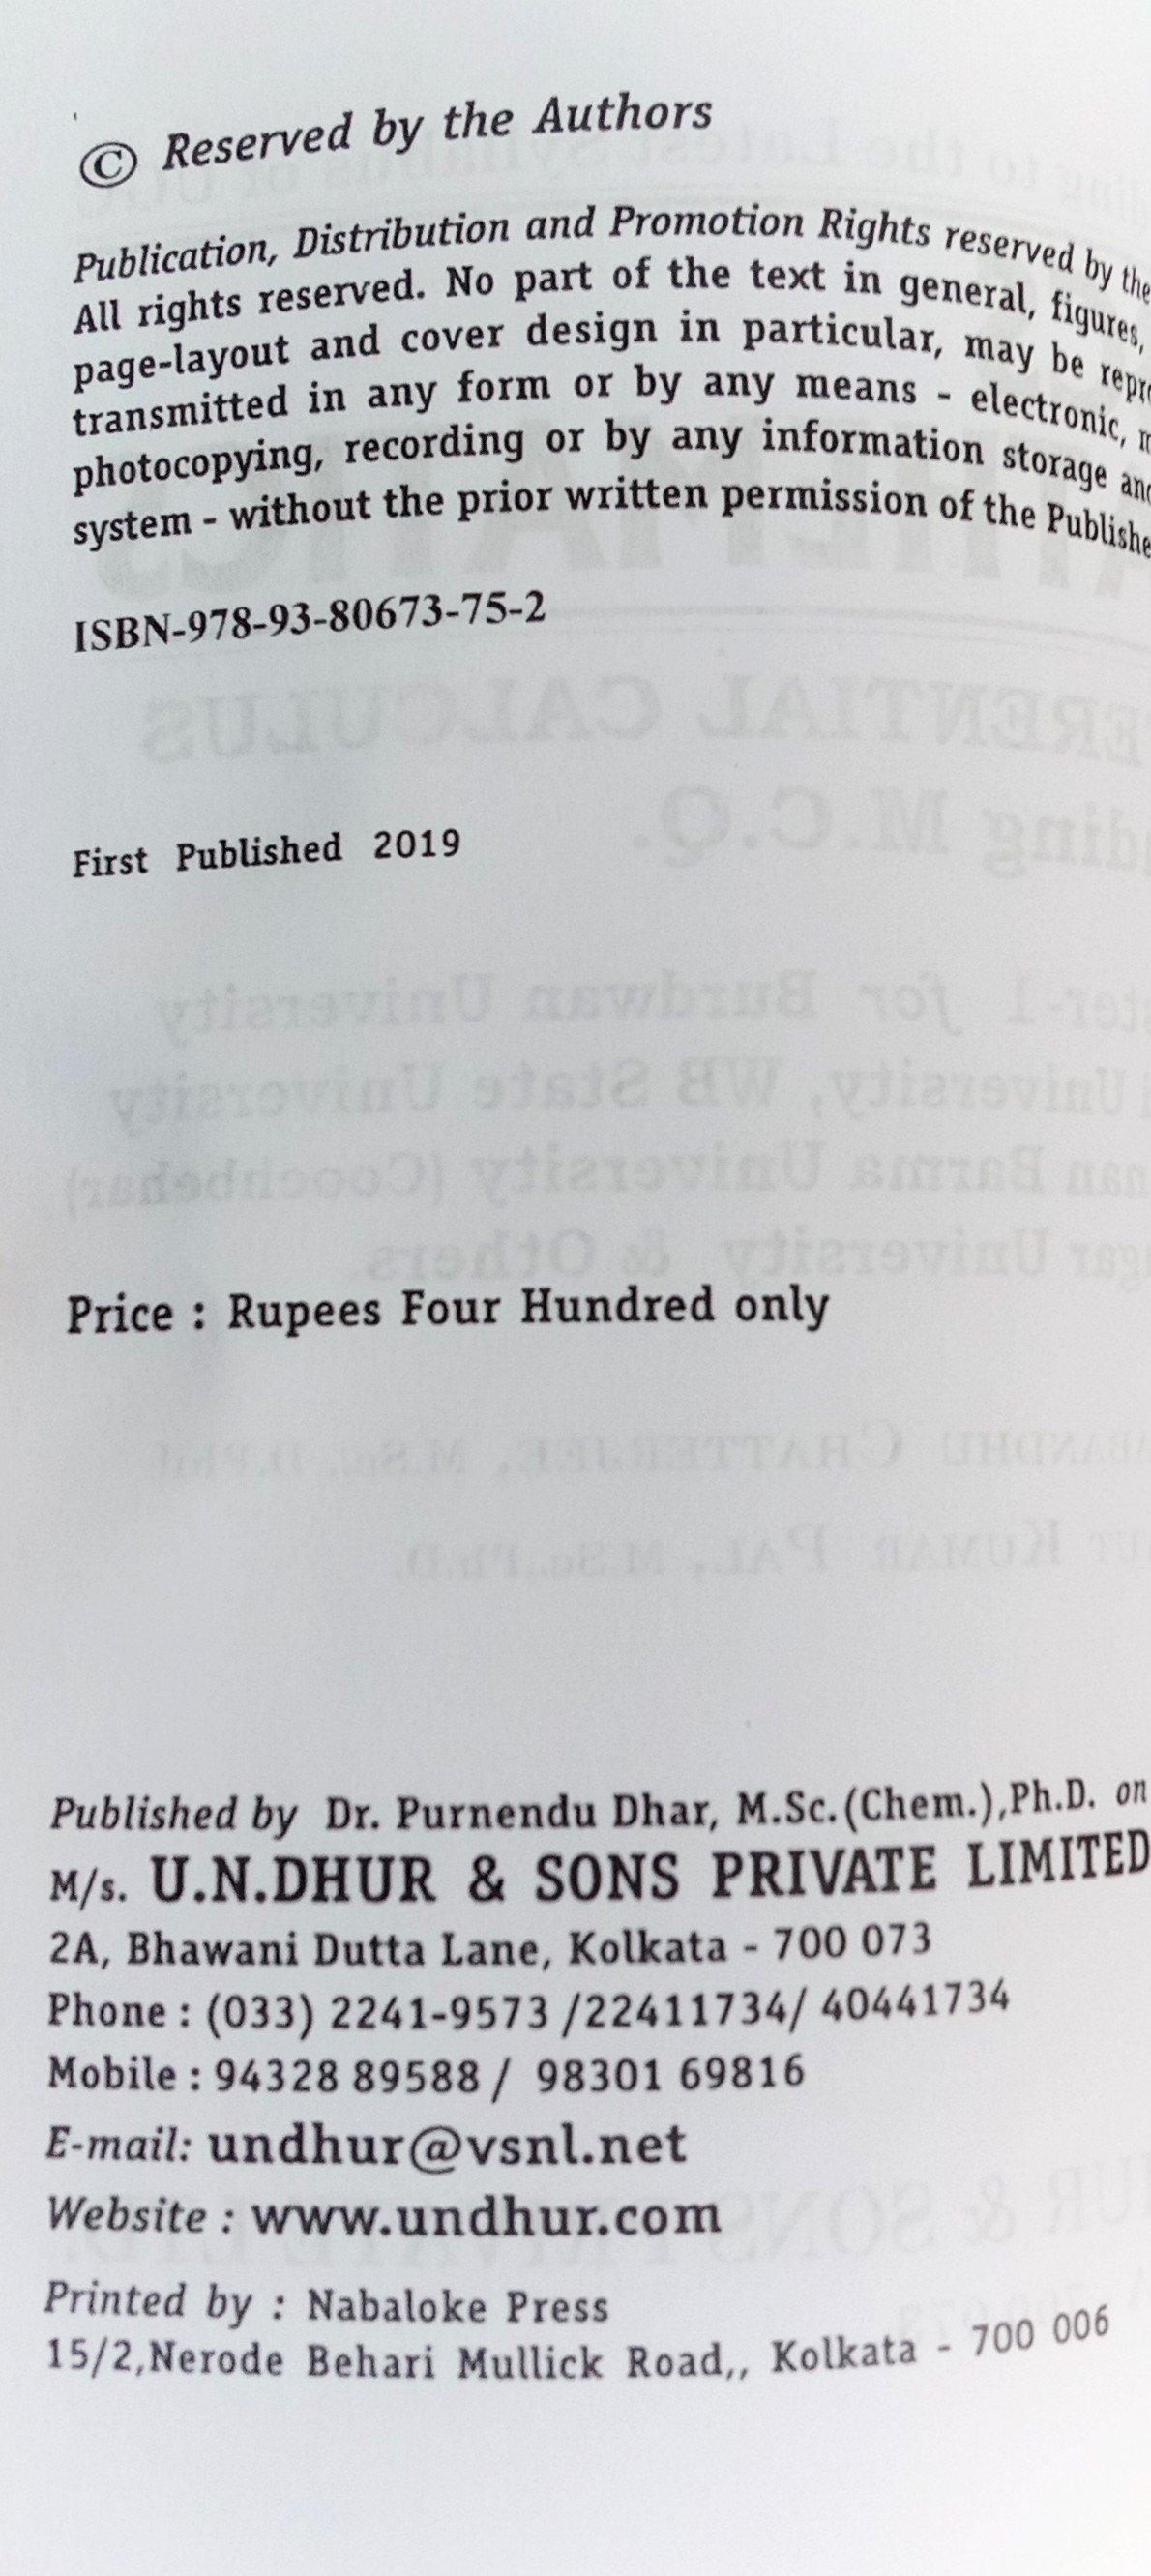 © Reserved by the Authors
Publication, Distribution and Promotion Rights reserved by the
All rights reserved. No part of the text in general, figures,
page-layout and cover design in particular, may be repro
transmitted in any form or by any means - electronic, m
photocopying, recording or by any information storage and
system - without the prior written permission of the Publishe
ISBN-978-93-80673-75-2
First Published 2019
Price : Rupees Four Hundred only
Published by Dr. Purnendu Dhar, M.Sc.(Chem.),Ph.D. on
M/s. U.N.DHUR & SONS PRIVATE LIMITED
2A, Bhawani Dutta Lane, Kolkata - 700 073
Phone : (033) 2241-9573 /22411734/ 40441734
Mobile : 94328 89588 / 98301 69816
E-mail: undhur@vsnl.net
Website : www.undhur.com
Printed by : Nabaloke Press
15/2,Nerode Behari Mullick Road,, Kolkata - 700 006